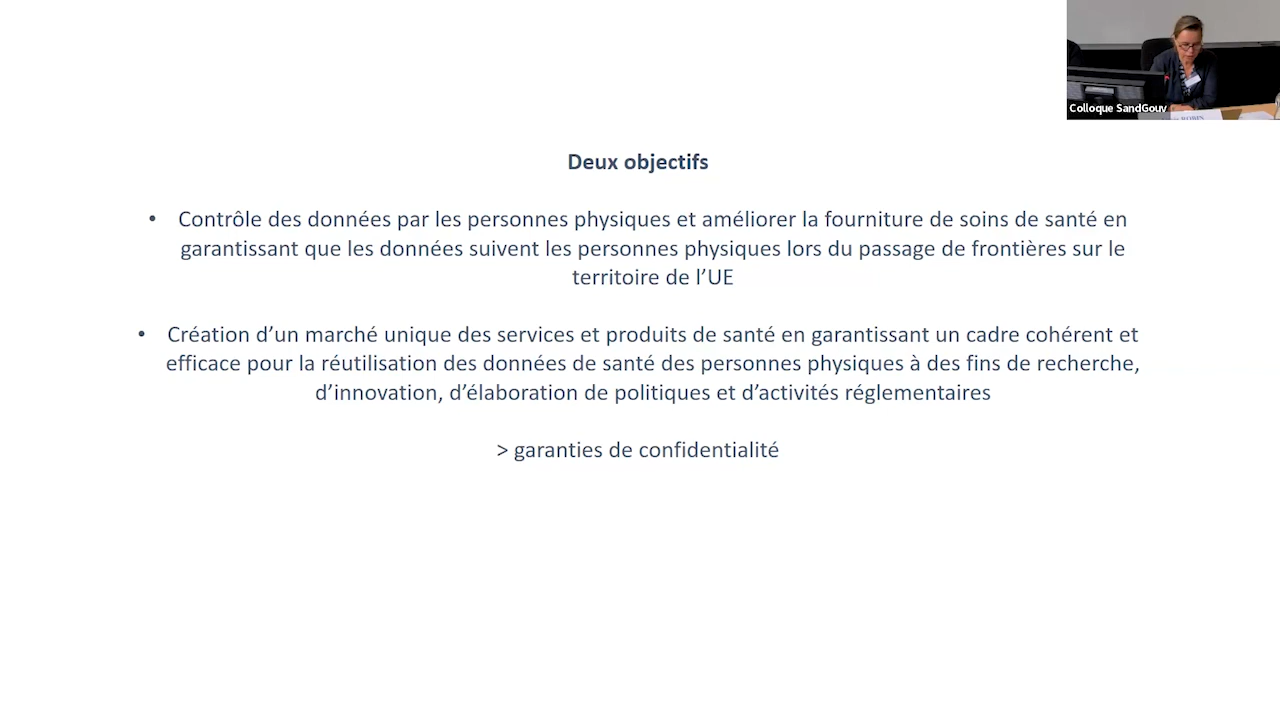 Colloque SandGouv
ROBIN
Deux objectifs
• Contrôle des données par les personnes physiques et améliorer la fourniture de soins de santé en
garantissant que les données suivent les personnes physiques lors du passage de frontières sur le
territoire de l’UE
• Création d’un marché unique des services et produits de santé en garantissant un cadre cohérent et
efficace pour la réutilisation des données de santé des personnes physiques à des fins de recherche,
d’innovation, d’élaboration de politiques et d’activités réglementaires
> garanties de confidentialité